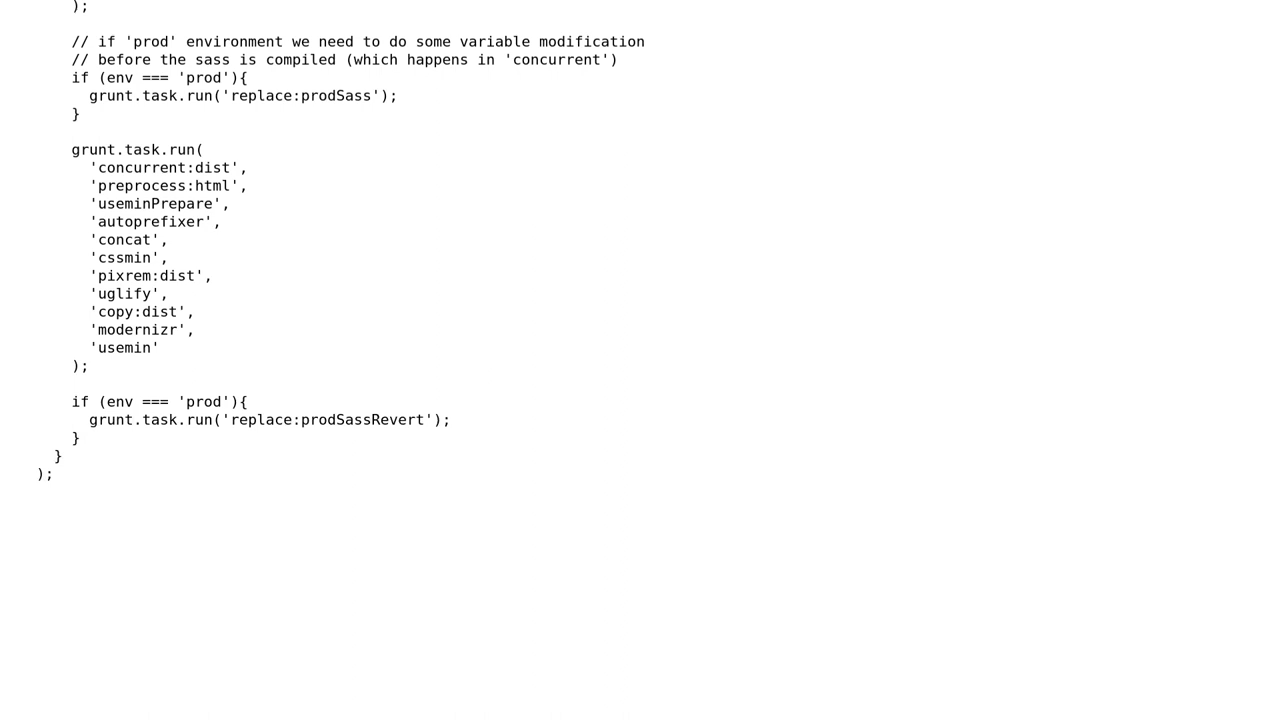 );
// if 'prod' environment we need to do some variable modification
// before the sass is compiled (which happens in 'concurrent')
if (env === 'prod'){
grunt.task.run('replace:prodSass');
}
grunt.task.run(
'concurrent:dist',
'preprocess:html',
'useminPrepare',
'autoprefixer',
'concat',
'cssmin',
'pixrem:dist',
'uglify',
'copy:dist',
'modernizr',
'usemin'
);
if (env === 'prod'){
grunt.task.run('replace:prodSassRevert');
}
}
);